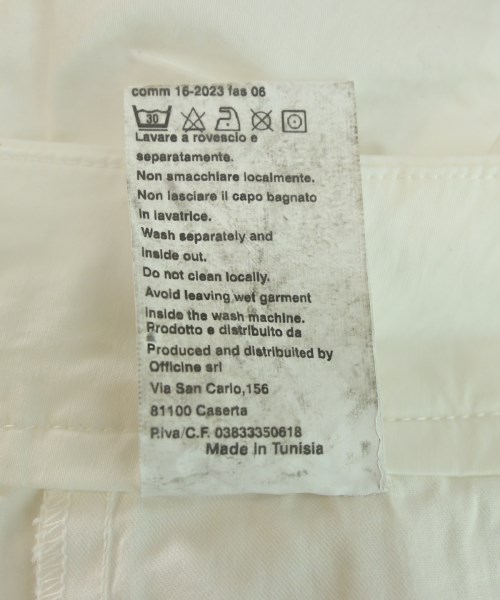 comm 16-2023 fas 06
30
Lavare a rovescio e
separatamente.
Non smacchiare localmente.
Non lasciare il capo bagnato
in lavatrice.
Wash separately and
inside out.
Do not clean locally.
Avoid leaving wet garment
inside the wash machine.
Prodotto e distribuito da
Produced and distribuited by
Officine srl
Via San Carlo,156
81100 Caserta
P.iva/C.F. 03833350618
Made in Tunisia